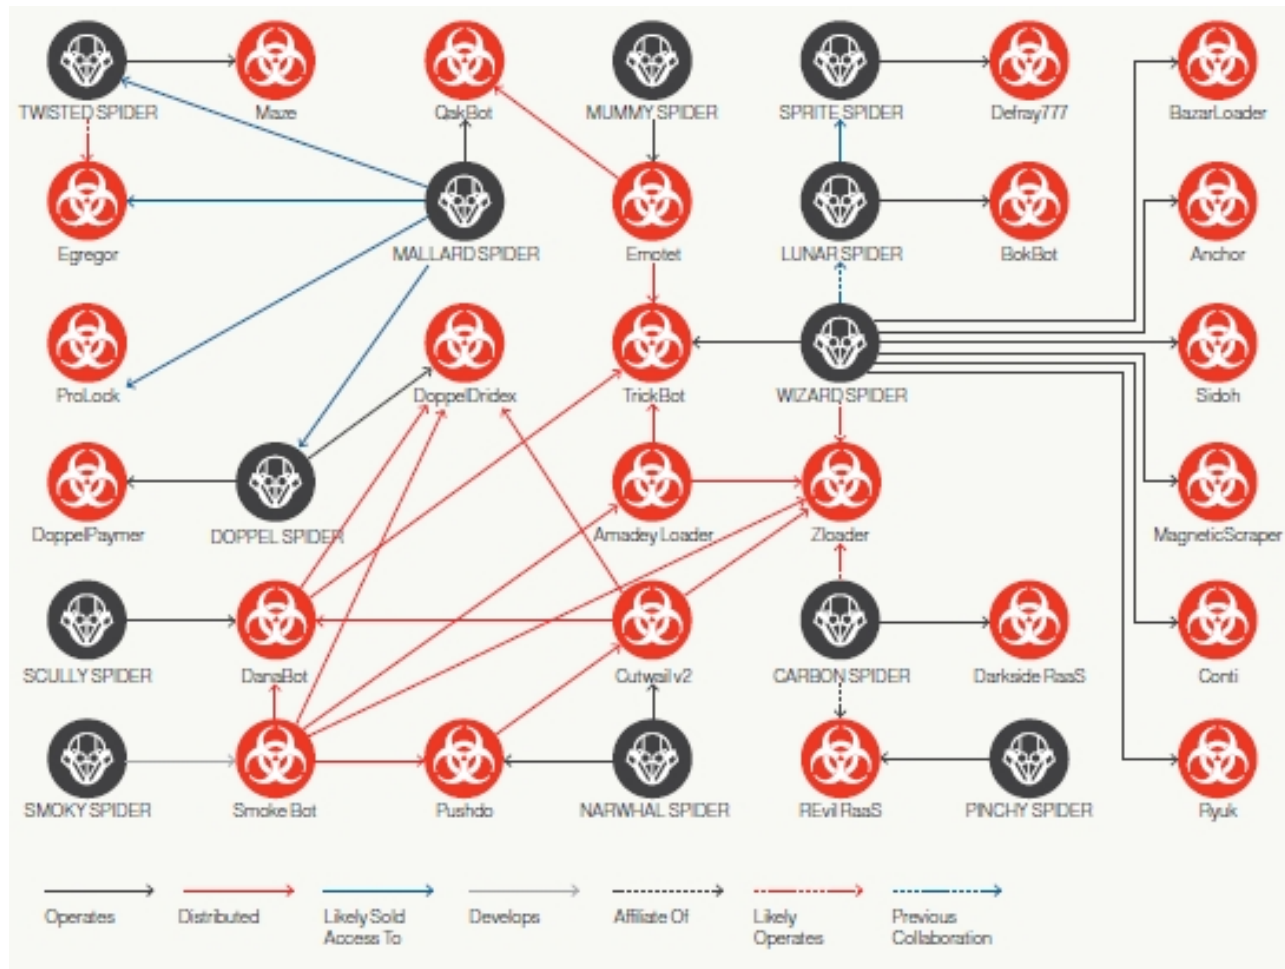 TWISTED SPIDER
Maze
QakBot
MUMMY SPIDER
SPRITE SPIDER
Defray777
BazarLoader
Egregor
MALLARD SPIDER
Emotet
LUNAR SPIDER
BokBot
Anchor
ProLock
DoppelDridex
TrickBot
WIZARD SPIDER
Sidoh
DoppelPaymer
DOPPEL SPIDER
Amadey Loader
Zloader
MagneticScraper
SCULLY SPIDER
DanaBot
Cutwail v2
CARBON SPIDER
Darkside RaaS
Conti
SMOKY SPIDER
Smoke Bot
Pushdo
NARWHAL SPIDER
REvil RaaS
PINCHY SPIDER
Ryuk
Operates
Distributed
Likely Sold
Access To
Develops
Affiliate Of
Likely
Operates
Previous
Collaboration